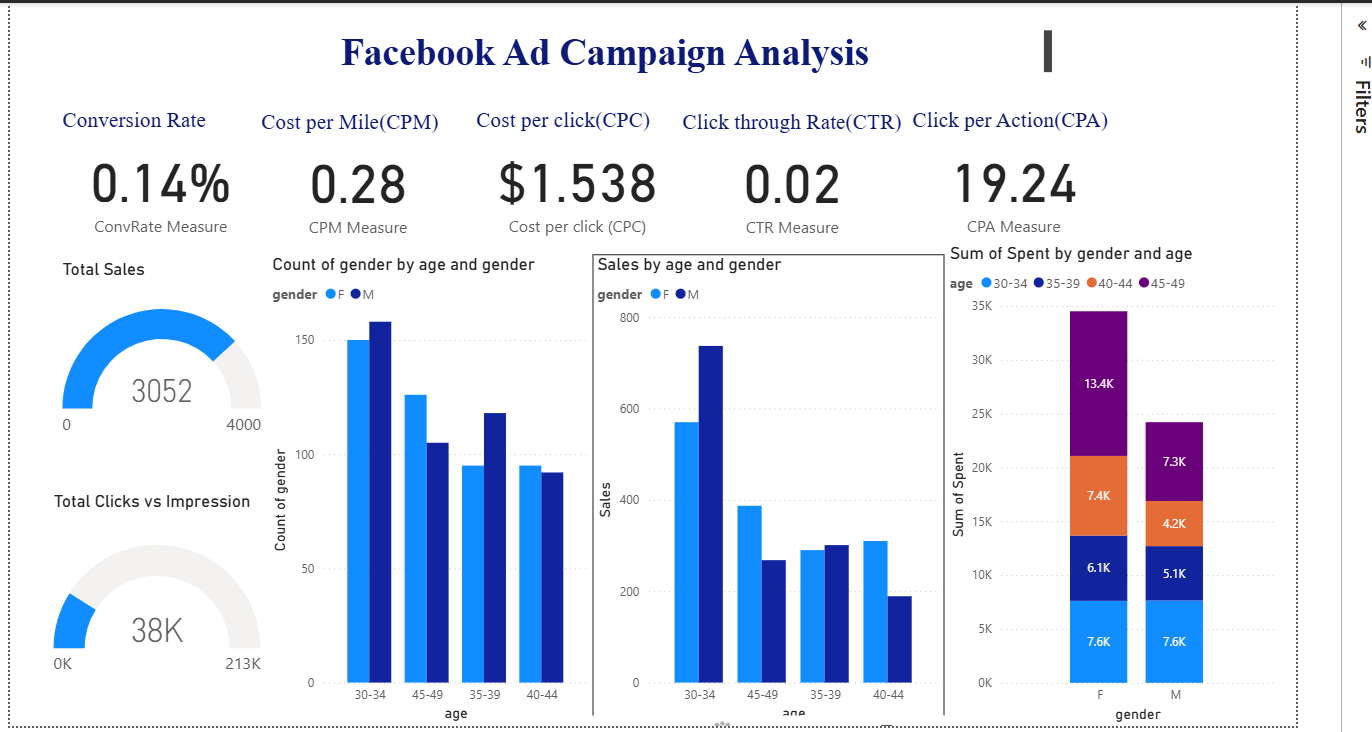 Facebook Ad Campaign Analysis
Filters
Conversion Rate
Cost per Mile(CPM)
Cost per click(CPC)
Click through Rate(CTR)
Click per Action(CPA)
0.14%
ConvRate Measure
0.28
CPM Measure
$1.538
Cost per click (CPC)
0.02
CTR Measure
19.24
CPA Measure
Total Sales
3052
0
4000
Total Clicks vs Impression
38K
0K
213K
Count of gender by age and gender
gender F M
Count of gender
150
100
50
0
30-34 45-49 35-39 40-44
age
Sales by age and gender
gender F M
Sales
800
600
400
200
0
30-34 45-49 35-39 40-44
age
Sum of Spent by gender and age
age 30-34 35-39 40-44 45-49
Sum of Spent
35K
30K
25K
20K
15K
10K
5K
0K
13.4K
7.4K
6.1K
7.6K
7.3K
4.2K
5.1K
7.6K
F M
gender